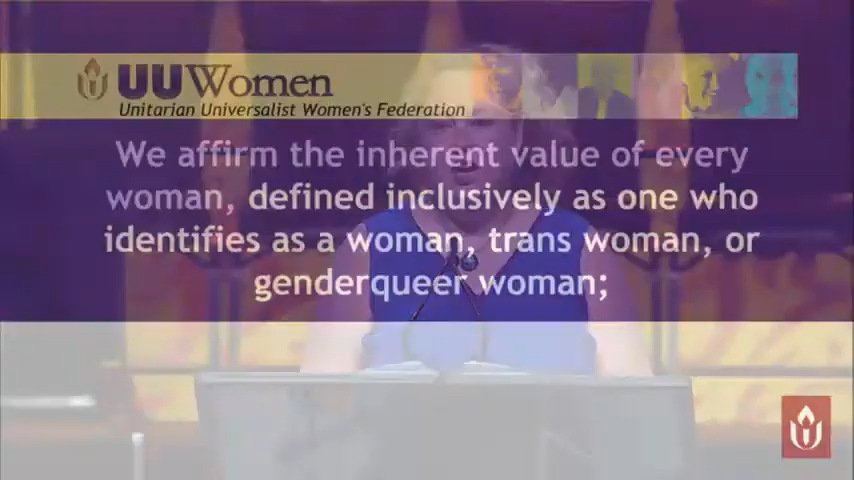 UUWomen
Unitarian Universalist Women's Federation
We affirm the inherent value of every
woman, defined inclusively as one who
identifies as a woman, trans woman, or
genderqueer woman;